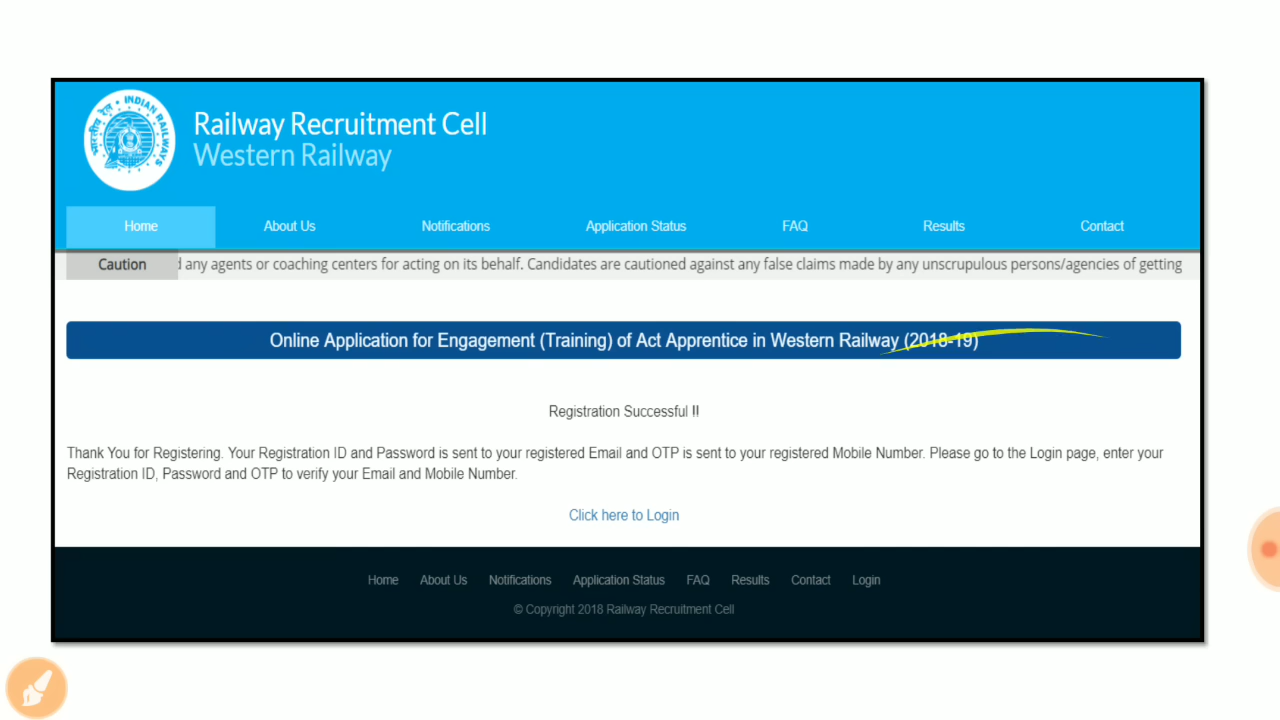 भारतीय रेल • INDIAN RAILWAYS
Railway Recruitment Cell
Western Railway
Home About Us Notifications Application Status FAQ Results Contact
Caution any agents or coaching centers for acting on its behalf. Candidates are cautioned against any false claims made by any unscrupulous persons/agencies of getting
Online Application for Engagement (Training) of Act Apprentice in Western Railway (2018-19)
Registration Successful !!
Thank You for Registering. Your Registration ID and Password is sent to your registered Email and OTP is sent to your registered Mobile Number. Please go to the Login page, enter your
Registration ID, Password and OTP to verify your Email and Mobile Number.
Click here to Login
Home About Us Notifications Application Status FAQ Results Contact Login
© Copyright 2018 Railway Recruitment Cell